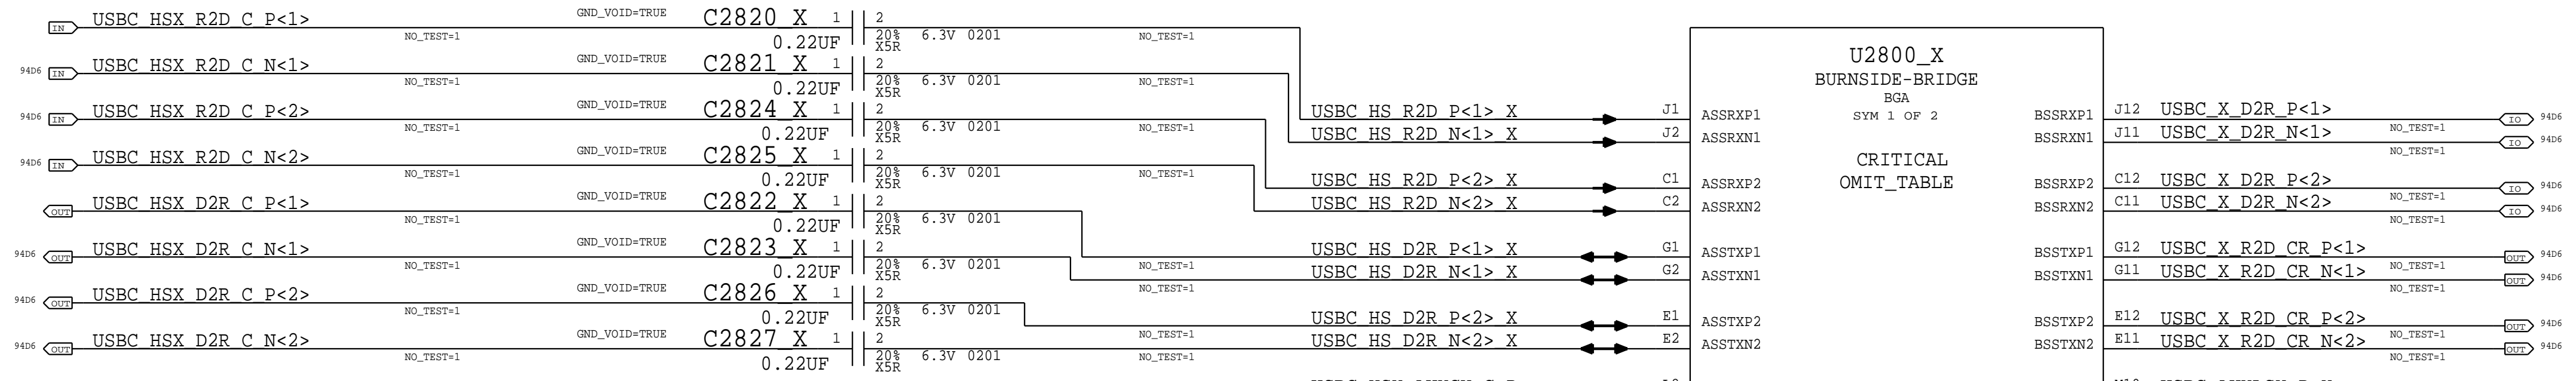 IN USBC_HSX_R2D_C_P<1> NO_TEST=1 GND_VOID=TRUE C2820_X 0.22UF 1 2 20% X5R 6.3V 0201 NO_TEST=1
94D6 IN USBC_HSX_R2D_C_N<1> NO_TEST=1 GND_VOID=TRUE C2821_X 0.22UF 1 2 20% X5R 6.3V 0201 NO_TEST=1
94D6 IN USBC_HSX_R2D_C_P<2> NO_TEST=1 GND_VOID=TRUE C2824_X 0.22UF 1 2 20% X5R 6.3V 0201 NO_TEST=1
94D6 IN USBC_HSX_R2D_C_N<2> NO_TEST=1 GND_VOID=TRUE C2825_X 0.22UF 1 2 20% X5R 6.3V 0201 NO_TEST=1
OUT USBC_HSX_D2R_C_P<1> NO_TEST=1 GND_VOID=TRUE C2822_X 0.22UF 1 2 20% X5R 6.3V 0201 NO_TEST=1
94D6 OUT USBC_HSX_D2R_C_N<1> NO_TEST=1 GND_VOID=TRUE C2823_X 0.22UF 1 2 20% X5R 6.3V 0201 NO_TEST=1
94D6 OUT USBC_HSX_D2R_C_P<2> NO_TEST=1 GND_VOID=TRUE C2826_X 0.22UF 1 2 20% X5R 6.3V 0201 NO_TEST=1
94D6 OUT USBC_HSX_D2R_C_N<2> NO_TEST=1 GND_VOID=TRUE C2827_X 0.22UF 1 2 20% X5R 6.3V 0201 NO_TEST=1
U2800_X
BURNSIDE-BRIDGE
BGA
SYM 1 OF 2
CRITICAL
OMIT_TABLE
USBC_HS_R2D_P<1>_X J1 ASSRXP1
USBC_HS_R2D_N<1>_X J2 ASSRXN1
USBC_HS_R2D_P<2>_X C1 ASSRXP2
USBC_HS_R2D_N<2>_X C2 ASSRXN2
USBC_HS_D2R_P<1>_X G1 ASSTXP1
USBC_HS_D2R_N<1>_X G2 ASSTXN1
USBC_HS_D2R_P<2>_X E1 ASSTXP2
USBC_HS_D2R_N<2>_X E2 ASSTXN2
BSSRXP1 J12 USBC_X_D2R_P<1> NO_TEST=1 IO 94D6
BSSRXN1 J11 USBC_X_D2R_N<1> NO_TEST=1 IO 94D6
BSSRXP2 C12 USBC_X_D2R_P<2> NO_TEST=1 IO 94D6
BSSRXN2 C11 USBC_X_D2R_N<2> NO_TEST=1 IO 94D6
BSSTXP1 G12 USBC_X_R2D_CR_P<1> NO_TEST=1 OUT 94D6
BSSTXN1 G11 USBC_X_R2D_CR_N<1> NO_TEST=1 OUT 94D6
BSSTXP2 E12 USBC_X_R2D_CR_P<2> NO_TEST=1 OUT 94D6
BSSTXN2 E11 USBC_X_R2D_CR_N<2> NO_TEST=1 OUT 94D6